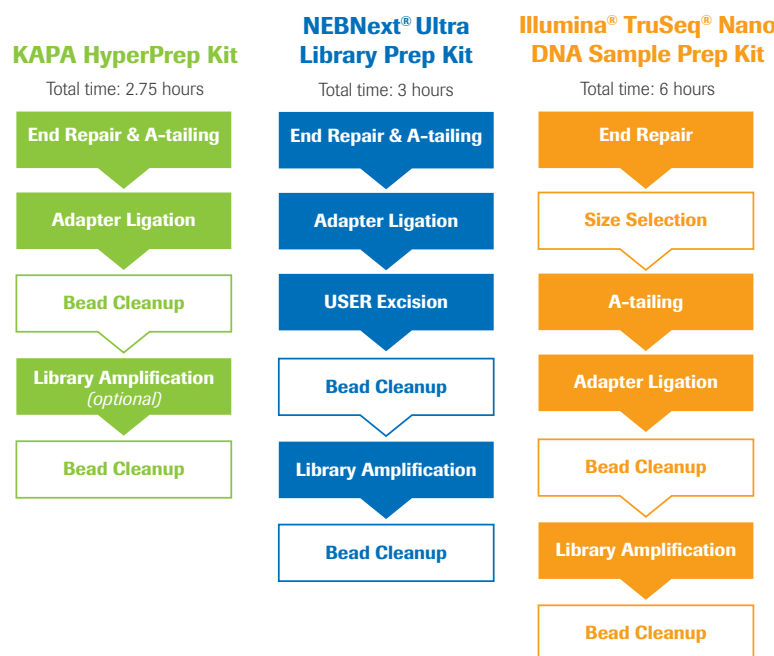 KAPA HyperPrep Kit
Total time: 2.75 hours
End Repair & A-tailing
Adapter Ligation
Bead Cleanup
Library Amplification
(optional)
Bead Cleanup
NEBNext® Ultra
Library Prep Kit
Total time: 3 hours
End Repair & A-tailing
Adapter Ligation
USER Excision
Bead Cleanup
Library Amplification
Bead Cleanup
Illumina® TruSeq® Nano
DNA Sample Prep Kit
Total time: 6 hours
End Repair
Size Selection
A-tailing
Adapter Ligation
Bead Cleanup
Library Amplification
Bead Cleanup